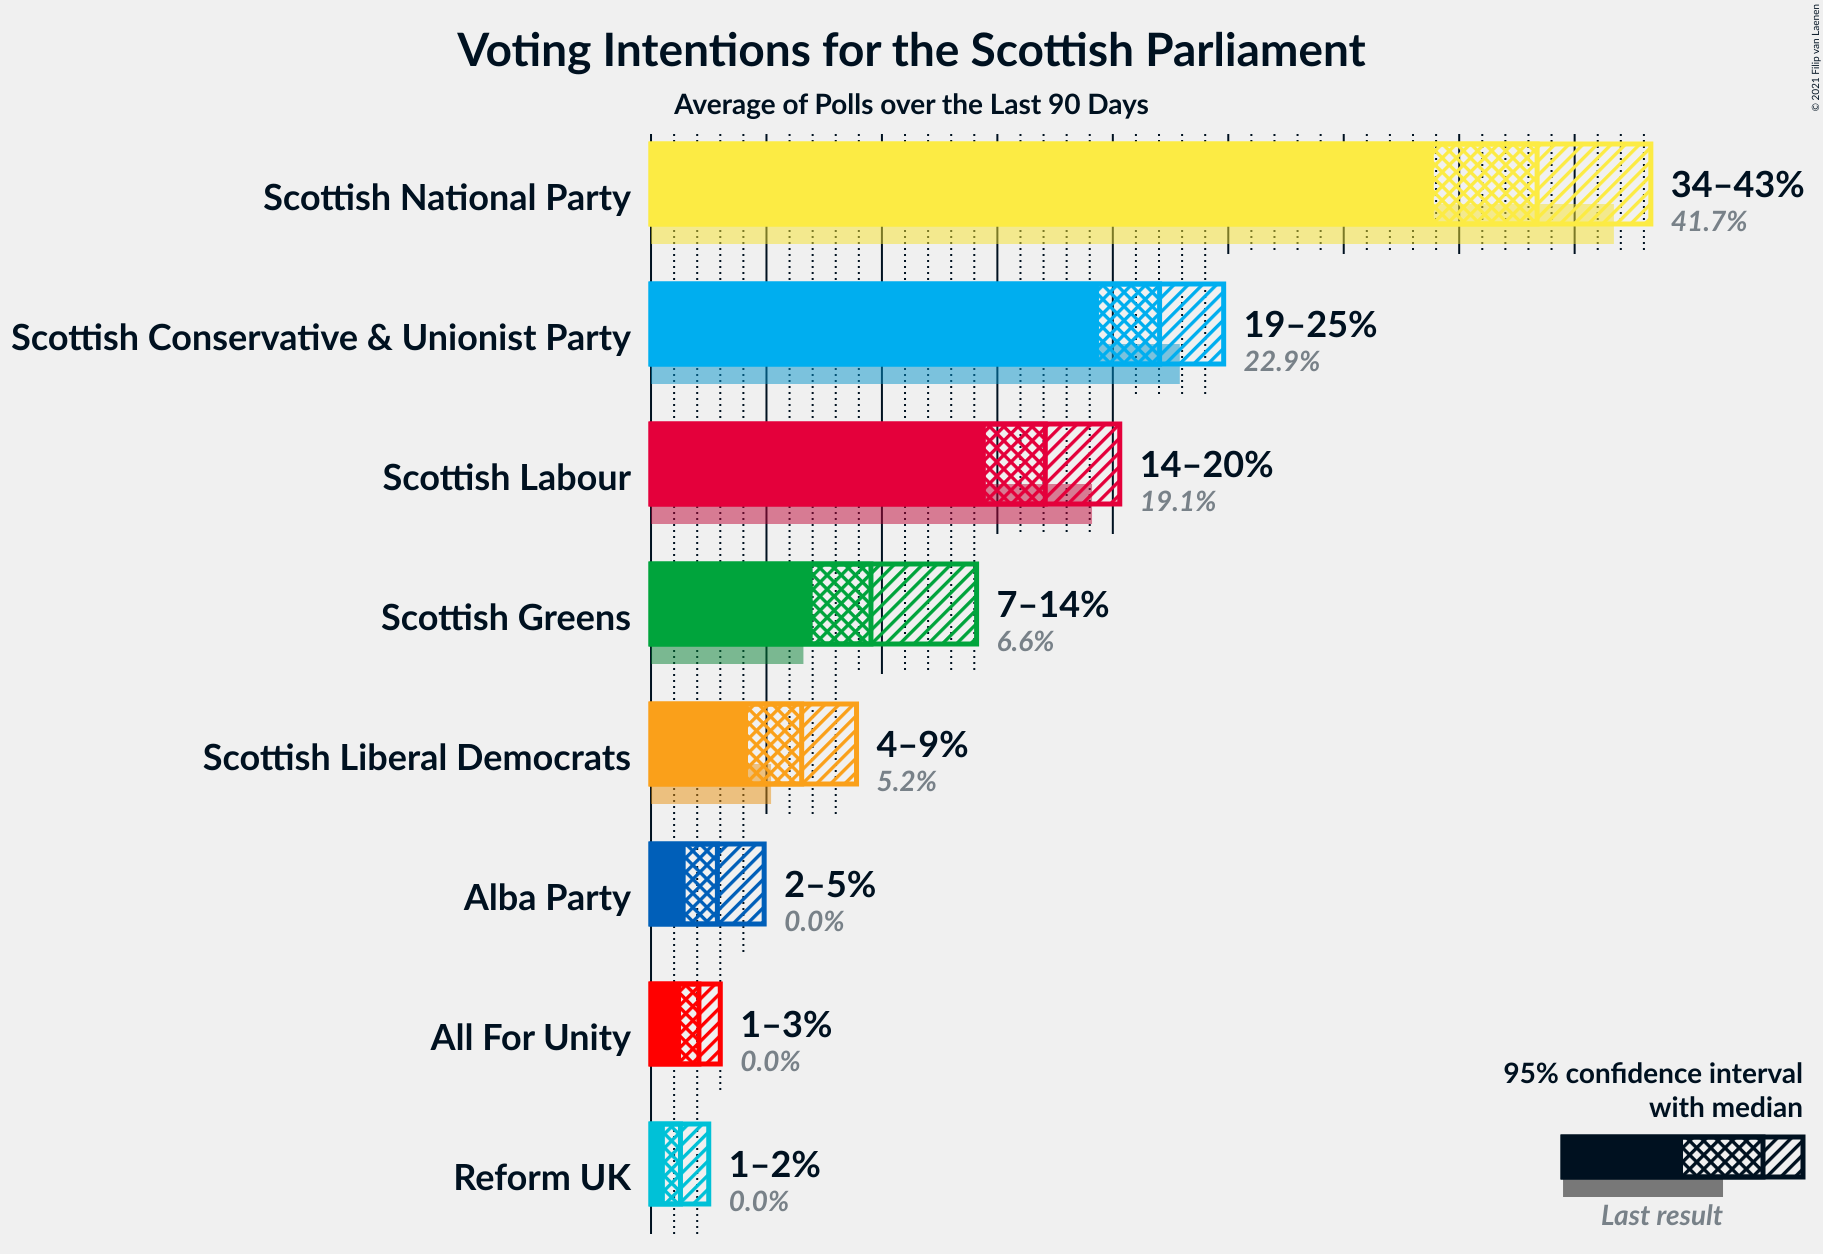 Voting Intentions for the Scottish Parliament
Average of Polls over the Last 90 Days
© 2021 Filip van Laenen
Scottish National Party
34–43%
41.7%
Scottish Conservative & Unionist Party
19–25%
22.9%
Scottish Labour
14–20%
19.1%
Scottish Greens
7–14%
6.6%
Scottish Liberal Democrats
4–9%
5.2%
Alba Party
2–5%
0.0%
All For Unity
1–3%
0.0%
Reform UK
1–2%
0.0%
95% confidence interval
with median
Last result